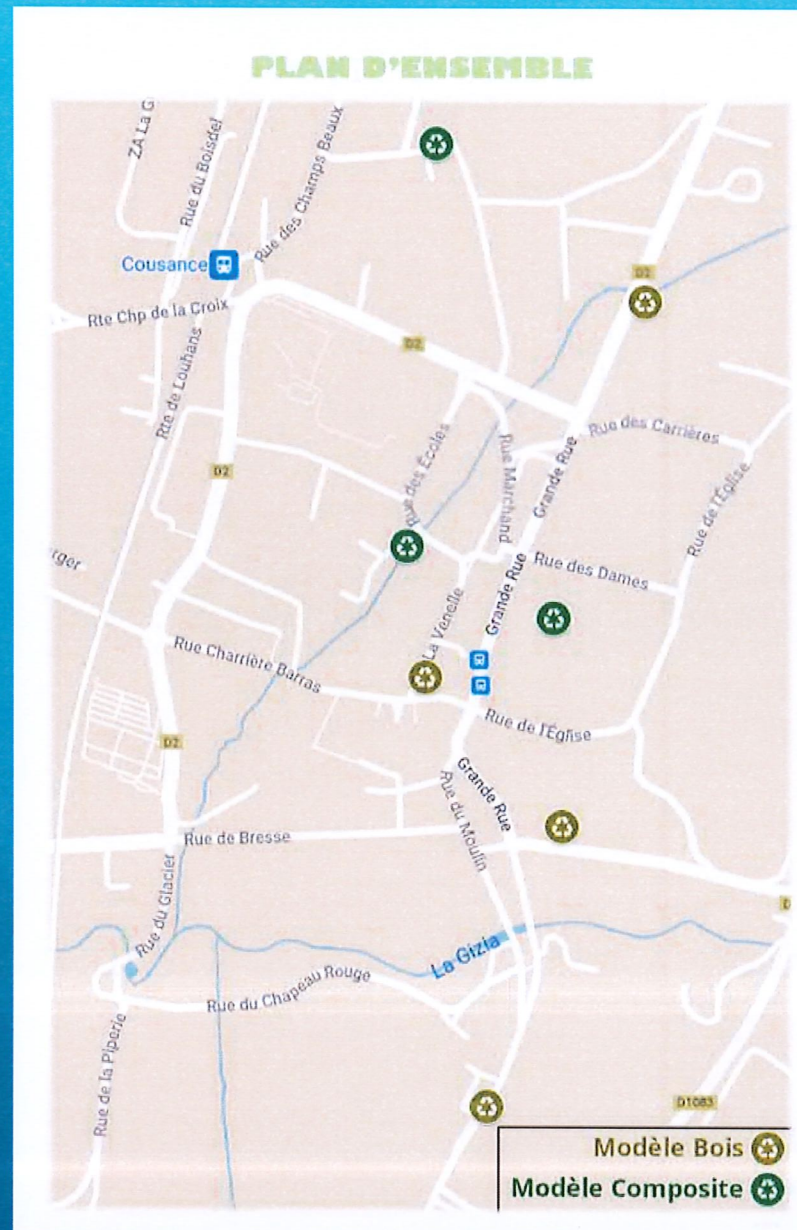 PLAN D'ENSEMBLE
ZA La G
Rue du Boisdel
Rue des Champs Beaux
Cousance
D2
Rte Chp de la Croix
D2
Rte de Louhans
Rue des Carrières
Rue des Écoles
Rue Marchand
Grande Rue
Rue de l'Église
D2
rger
Rue des Dames
Grande Rue
La Venelle
Rue Charrière Barras
Rue de l'Église
D2
Grande Rue
Rue du Moulin
Rue de Bresse
Rue du Glacier
D
La Gizia
Rue du Chapeau Rouge
Rue de la Piperie
D1083
Modèle Bois
Modèle Composite